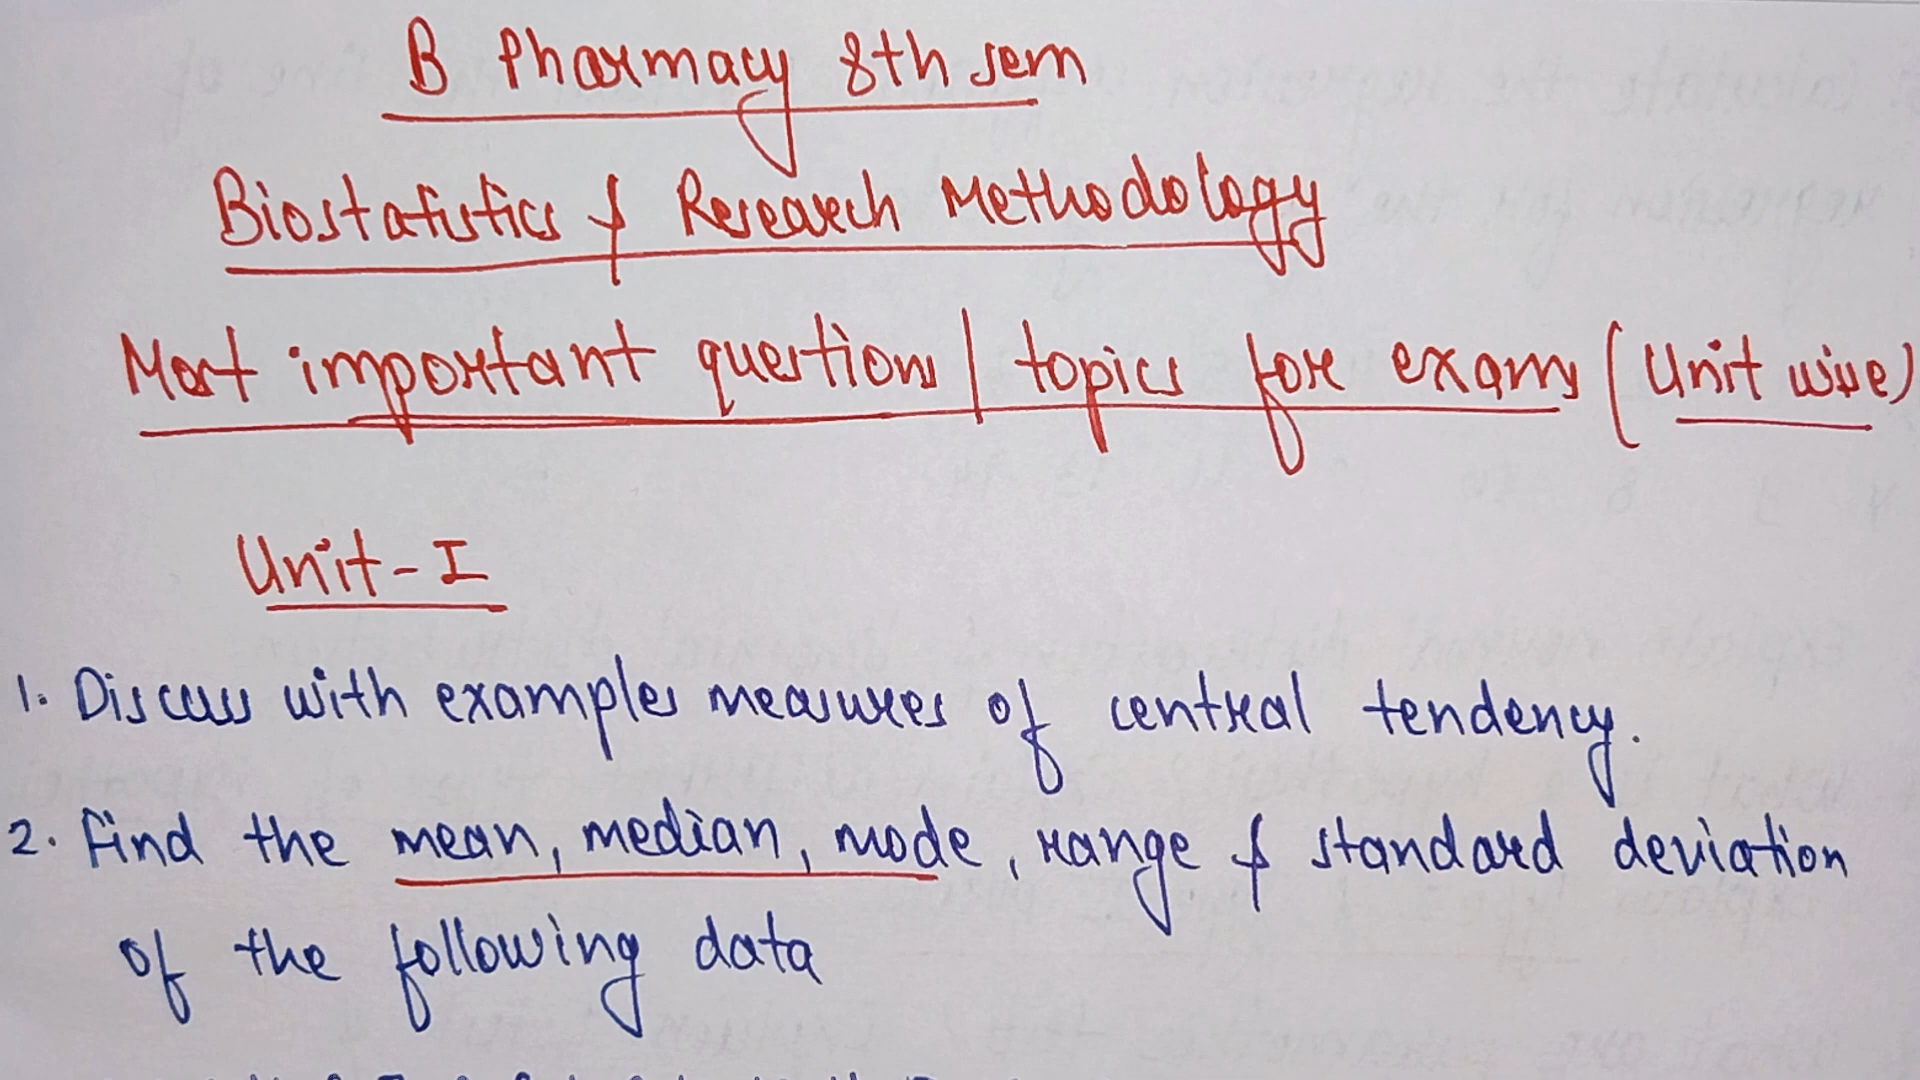 B Pharmacy 8th sem
Biostatistics & Research Methodology
Most important questions | topics for exams (Unit wise)
Unit-I
1. Discuss with examples measures of central tendency.
2. Find the mean, median, mode, range & standard deviation
of the following data